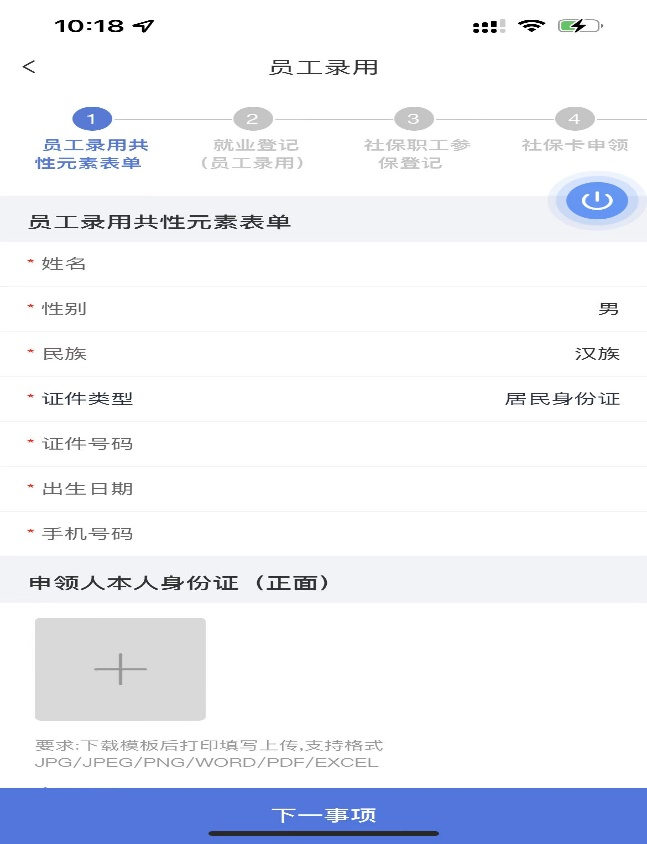 10:18
员工录用
1
2
3
4
员工录用共
性元素表单
就业登记
(员工录用)
社保职工参
保登记
社保卡申领
员工录用共性元素表单
* 姓名
* 性别 男
* 民族 汉族
* 证件类型 居民身份证
* 证件号码
* 出生日期
* 手机号码
申领人本人身份证（正面）
要求:下载模板后打印填写上传,支持格式
JPG/JPEG/PNG/WORD/PDF/EXCEL
下一事项